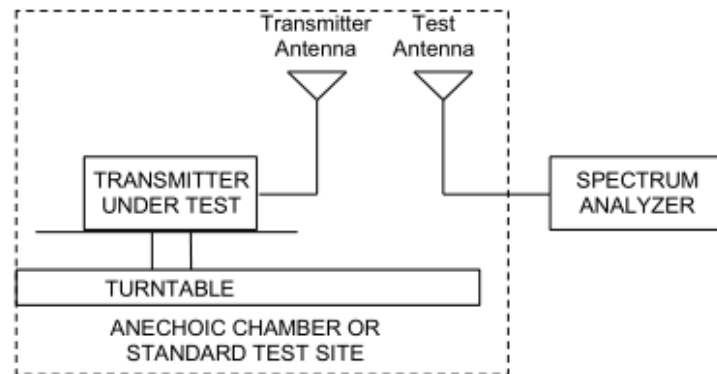 Transmitter
Antenna
Test
Antenna
TRANSMITTER
UNDER TEST
SPECTRUM
ANALYZER
TURNTABLE
ANECHOIC CHAMBER OR
STANDARD TEST SITE